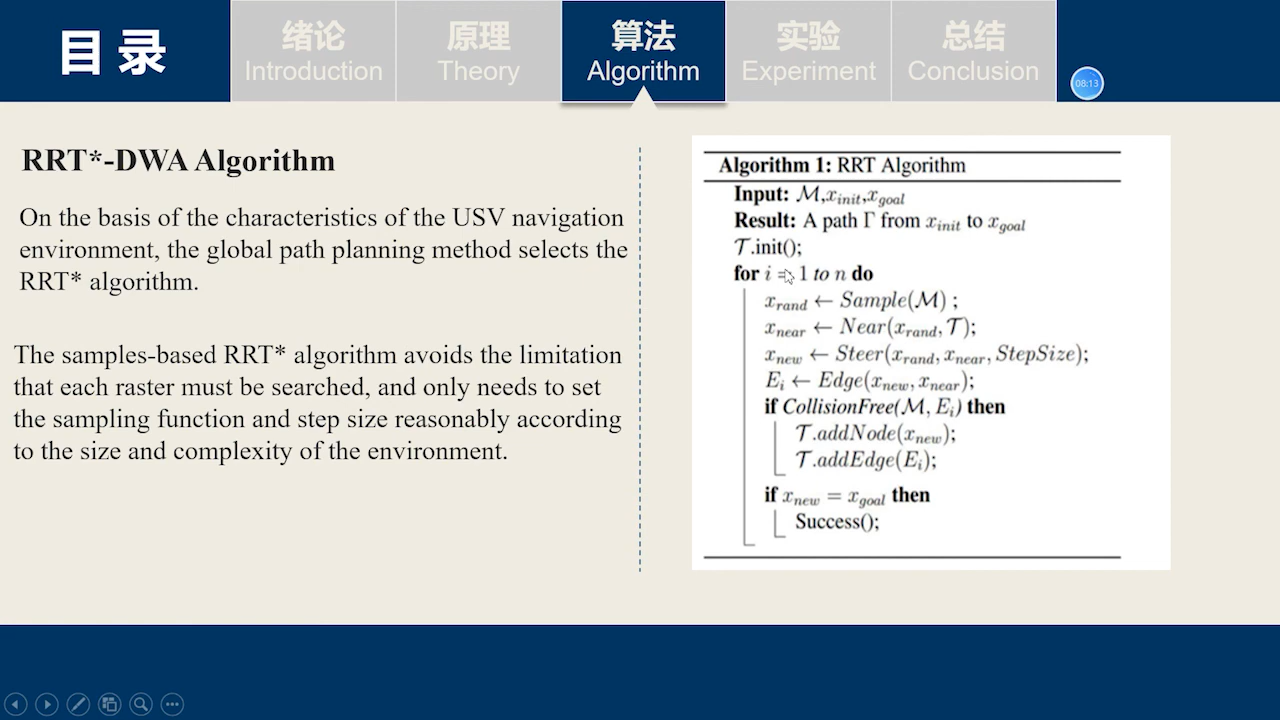 目录
绪论
Introduction
原理
Theory
算法
Algorithm
实验
Experiment
总结
Conclusion
08:13
RRT*-DWA Algorithm
On the basis of the characteristics of the USV navigation
environment, the global path planning method selects the
RRT* algorithm.
The samples-based RRT* algorithm avoids the limitation
that each raster must be searched, and only needs to set
the sampling function and step size reasonably according
to the size and complexity of the environment.
Algorithm 1: RRT Algorithm
Input: ℳ,x_init,x_goal
Result: A path Γ from x_init to x_goal
𝒯.init();
for i = 1 to n do
x_rand ← Sample(ℳ) ;
x_near ← Near(x_rand, 𝒯);
x_new ← Steer(x_rand, x_near, StepSize);
E_i ← Edge(x_new, x_near);
if CollisionFree(ℳ, E_i) then
𝒯.addNode(x_new);
𝒯.addEdge(E_i);
if x_new = x_goal then
Success();